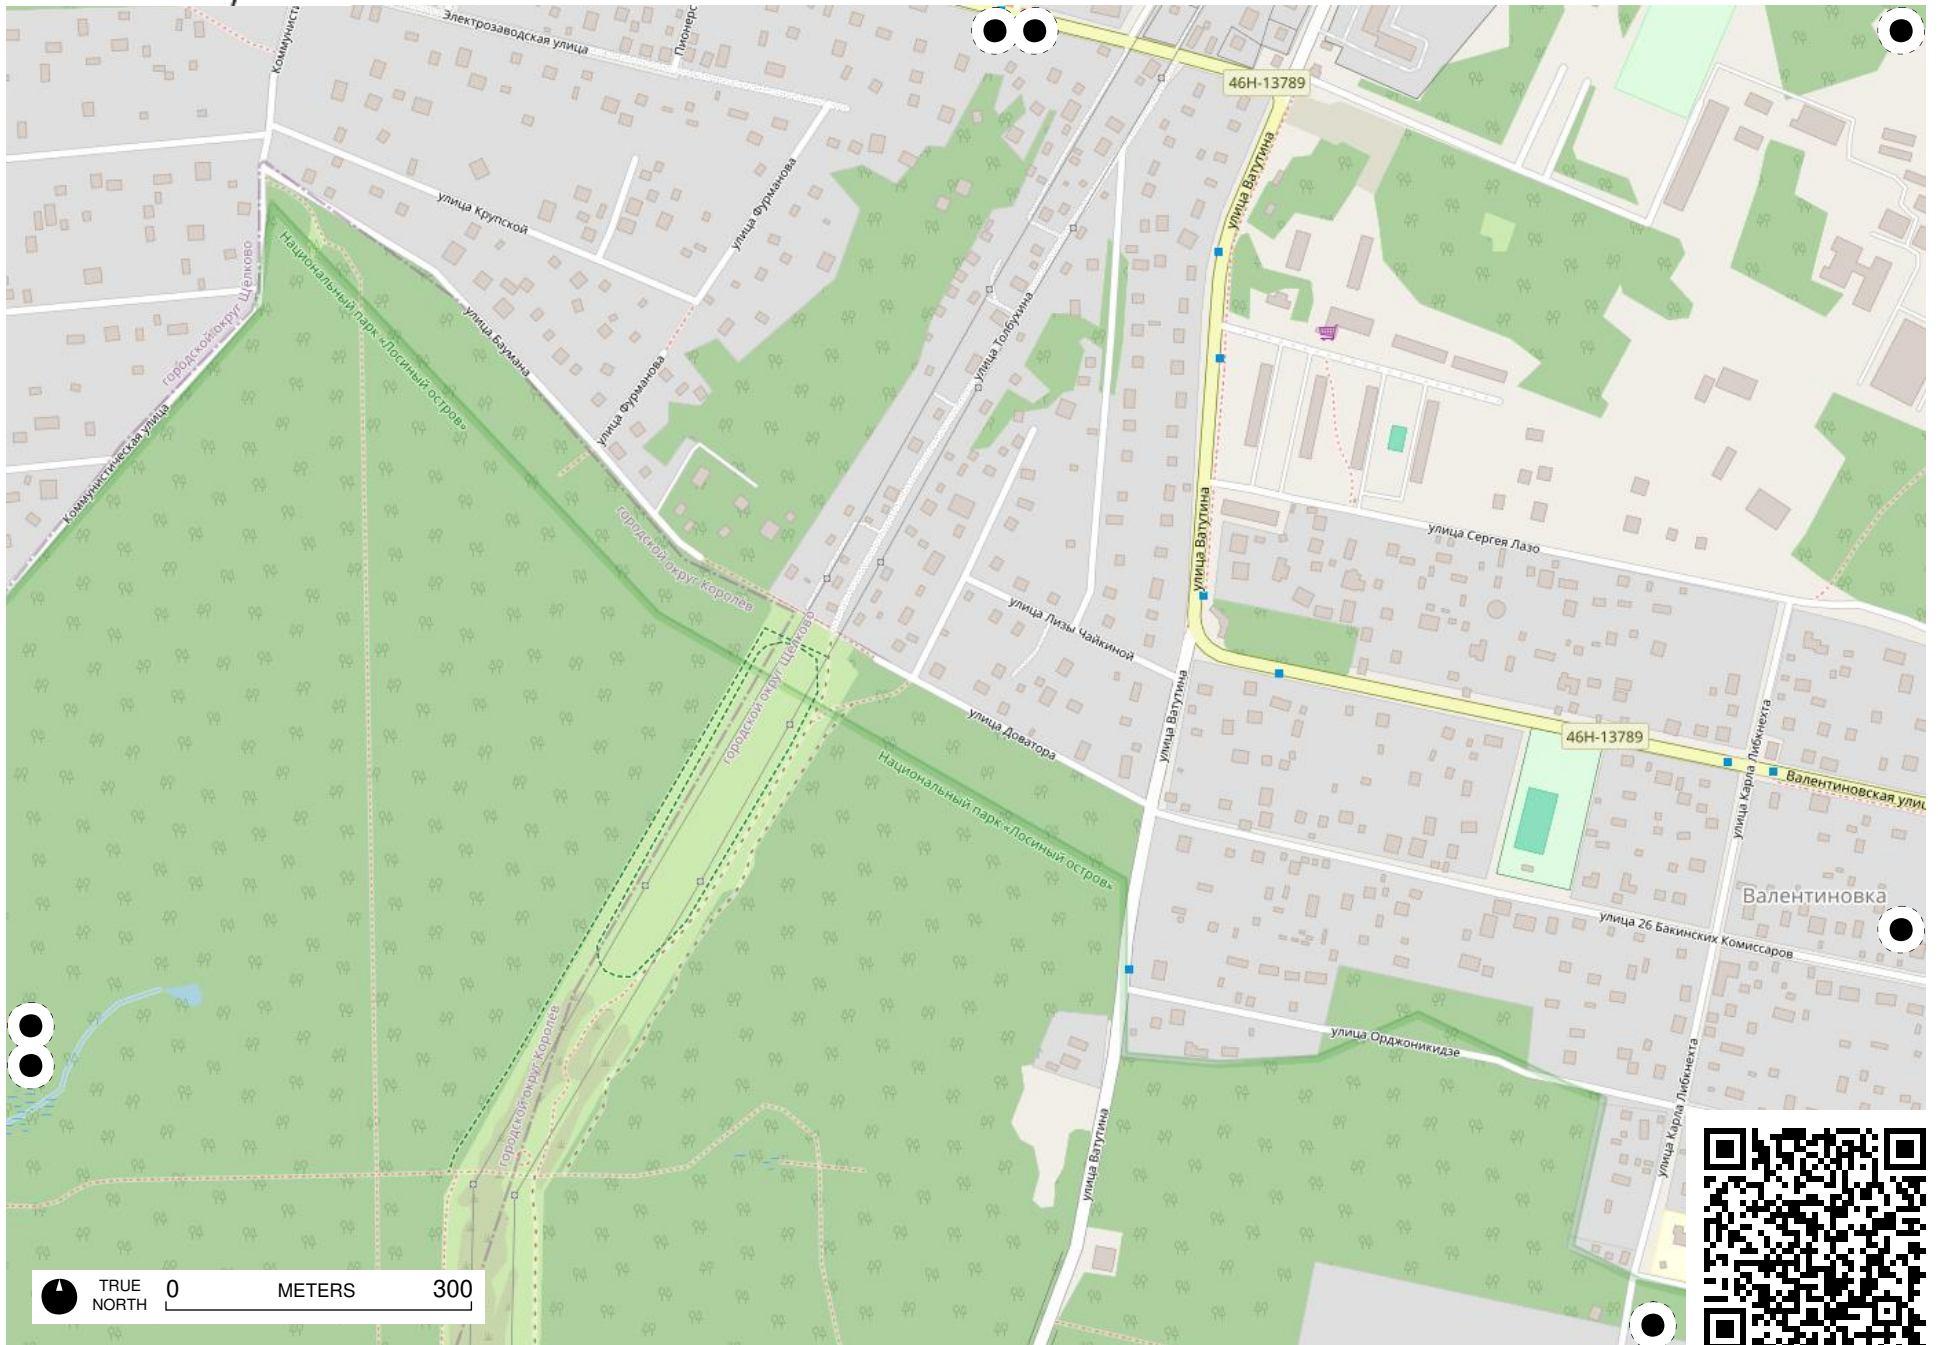 Электрозаводская улица
46Н-13789
улица Ватутина
улица Крупской
улица Фурманова
городской округ Щёлково
Национальный парк «Лосиный остров»
улица Баумана
улица Толбухина
улица Фурманова
Коммунистическая улица
улица Ватутина
улица Сергея Лазо
городской округ Королёв
улица Лизы Чайкиной
городской округ Щёлково
улица Ватутина
улица Доватора
46Н-13789
улица Карла Либкнехта
Национальный парк «Лосиный остров»
Валентиновка
улица 26 Бакинских Комиссаров
улица Орджоникидзе
городской округ Королёв
улица Карла Либкнехта
улица Ватутина
Валентиновская улиц
TRUE NORTH
0 METERS 300